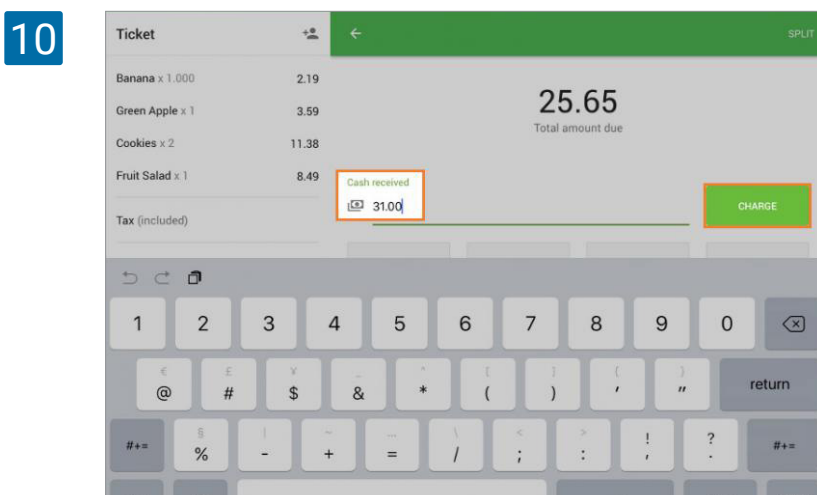 10
Ticket
SPLIT
Banana x 1.000 2.19
Green Apple x 1 3.59
Cookies x 2 11.38
Fruit Salad x 1 8.49
Tax (included)
25.65
Total amount due
Cash received
31.00
CHARGE
1 2 3 4 5 6 7 8 9 0
€ £ ¥ _ ^ [ ] { }
@ # $ & * ( ) ' " return
§ | ~ … \ < > ! ?
#+= % - + = / ; : , . #+=